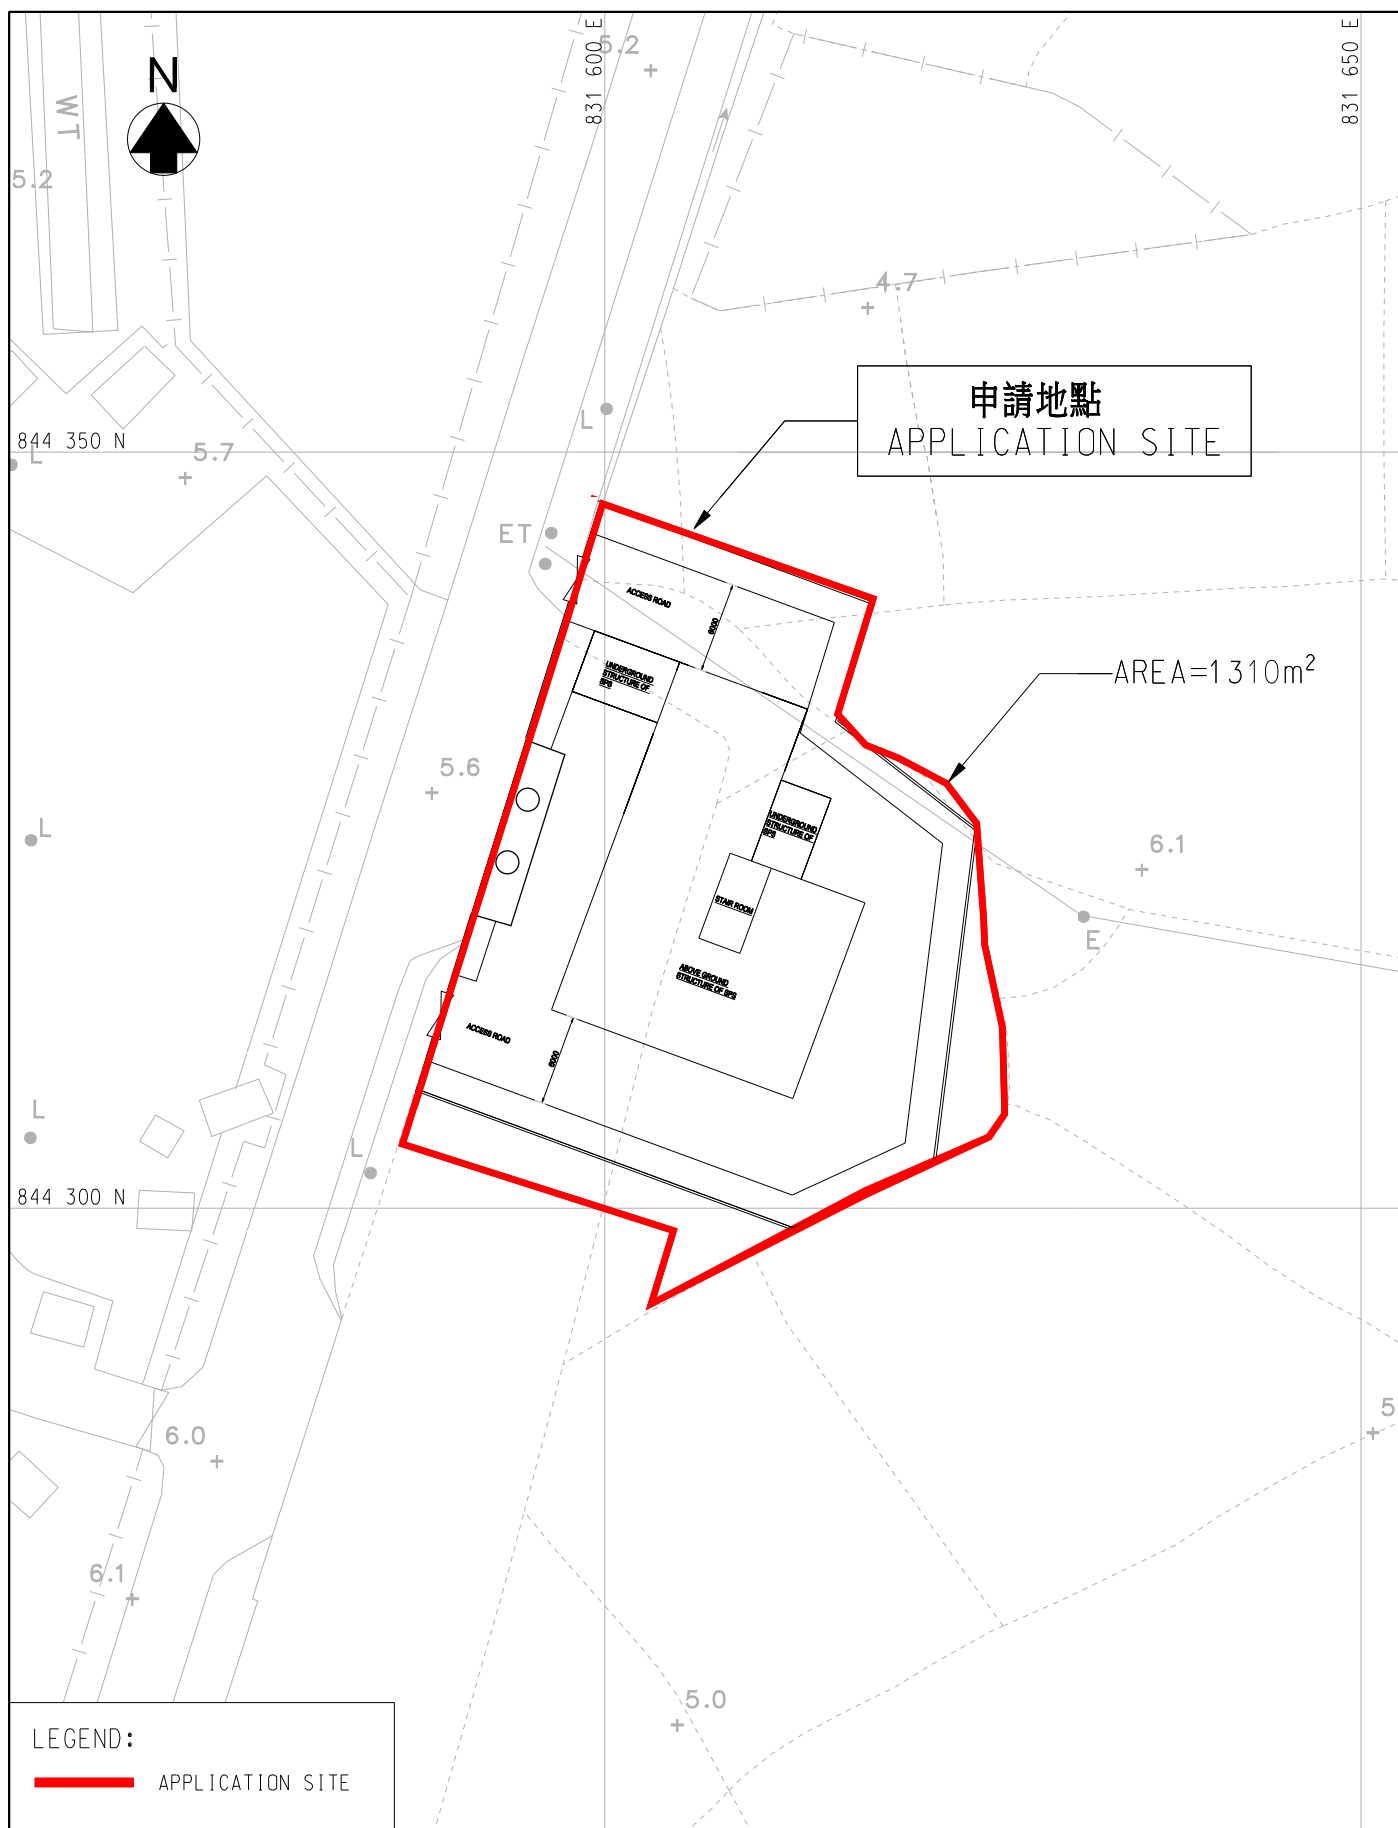 831 600 E
831 650 E
5.2
N
WT
5.2
4.7
申請地點
APPLICATION SITE
L
844 350 N
L
5.7
ET
ACCESS ROAD
6000
UNDERGROUND
STRUCTURE OF
SPS
AREA=1310m²
5.6
L
UNDERGROUND
STRUCTURE OF
SPS
6.1
STAIR ROOM
E
ABOVE GROUND
STRUCTURE OF SPS
ACCESS ROAD
6000
L
L
844 300 N
6.0
5
6.1
5.0
LEGEND:
APPLICATION SITE